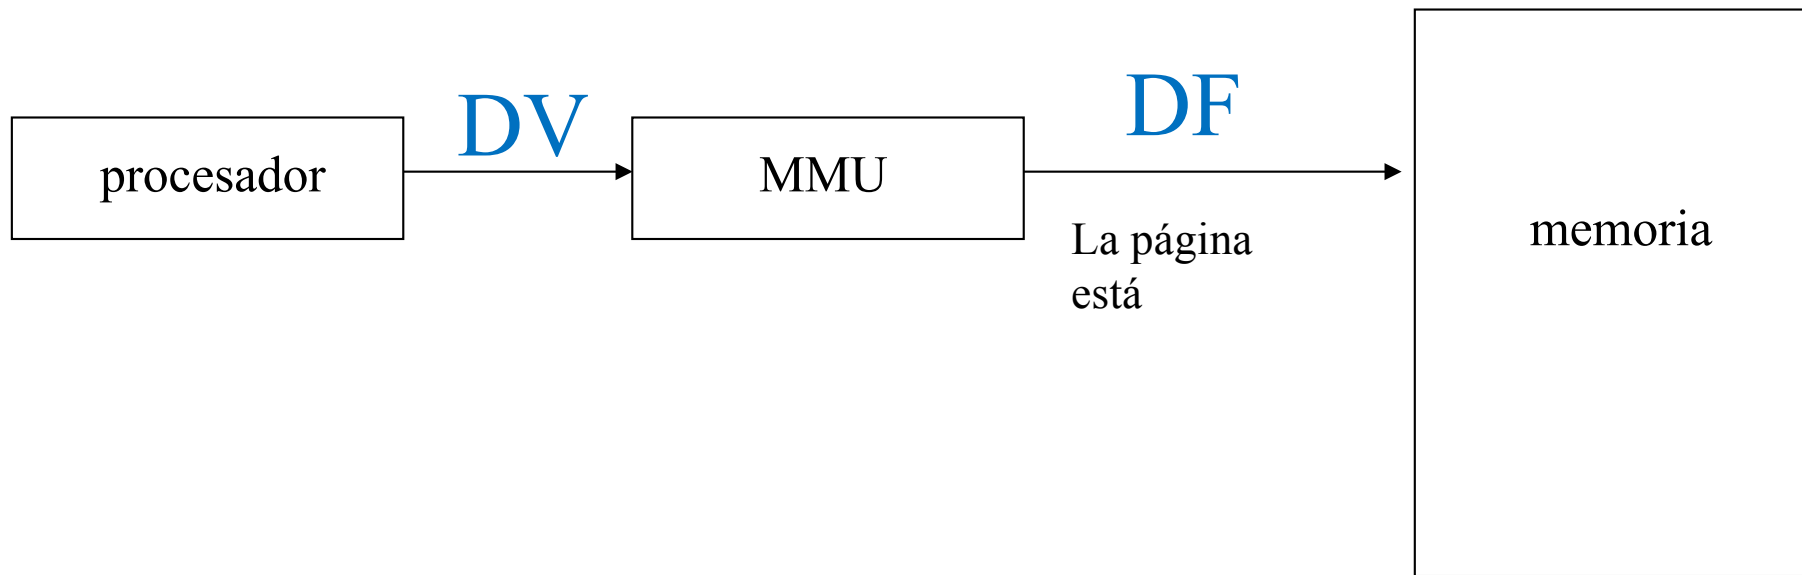 procesador
DV
MMU
DF
La página
está
memoria